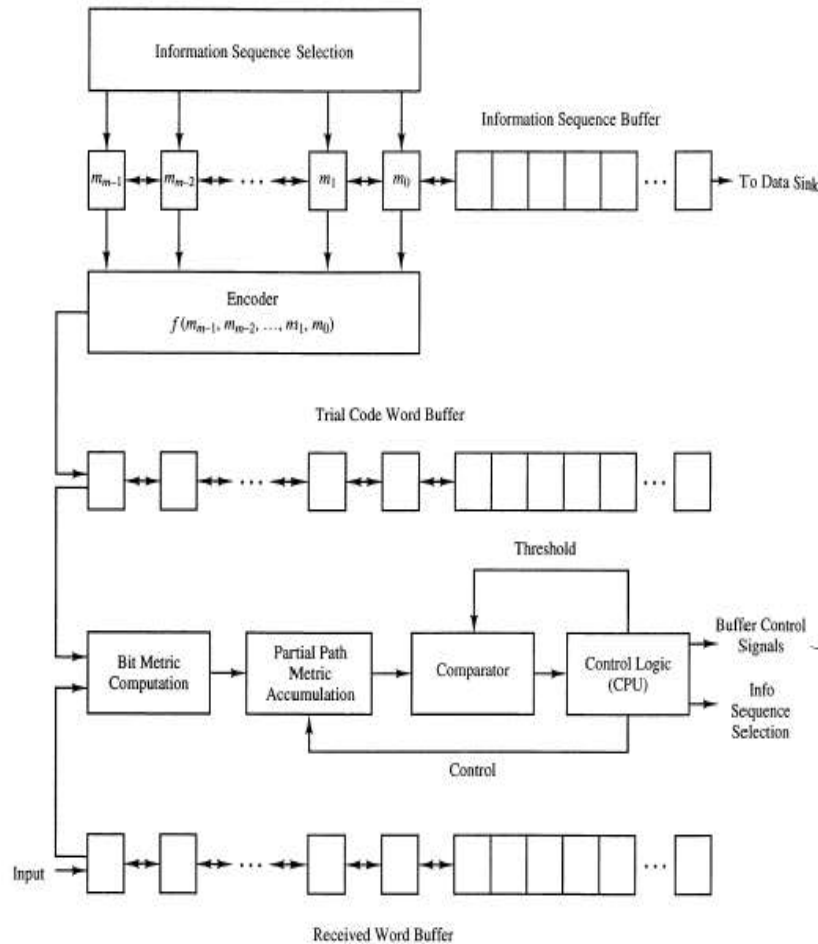 Information Sequence Selection
Information Sequence Buffer
m_{m-1} m_{m-2} ... m_1 m_0 ... To Data Sink
Encoder
f(m_{m-1}, m_{m-2}, ..., m_1, m_0)
Trial Code Word Buffer
... ...
Threshold
Bit Metric
Computation
Partial Path
Metric
Accumulation
Comparator
Control Logic
(CPU)
Buffer Control
Signals
Info
Sequence
Selection
Control
... ...
Input
Received Word Buffer